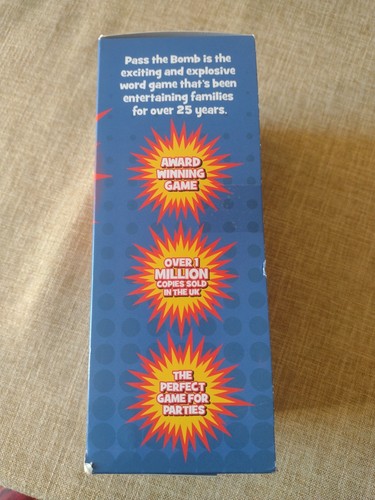 Pass the Bomb is the
exciting and explosive
word game that's been
entertaining families
for over 25 years.
AWARD
WINNING
GAME
OVER 1
MILLION
COPIES SOLD
IN THE UK
THE
PERFECT
GAME FOR
PARTIES